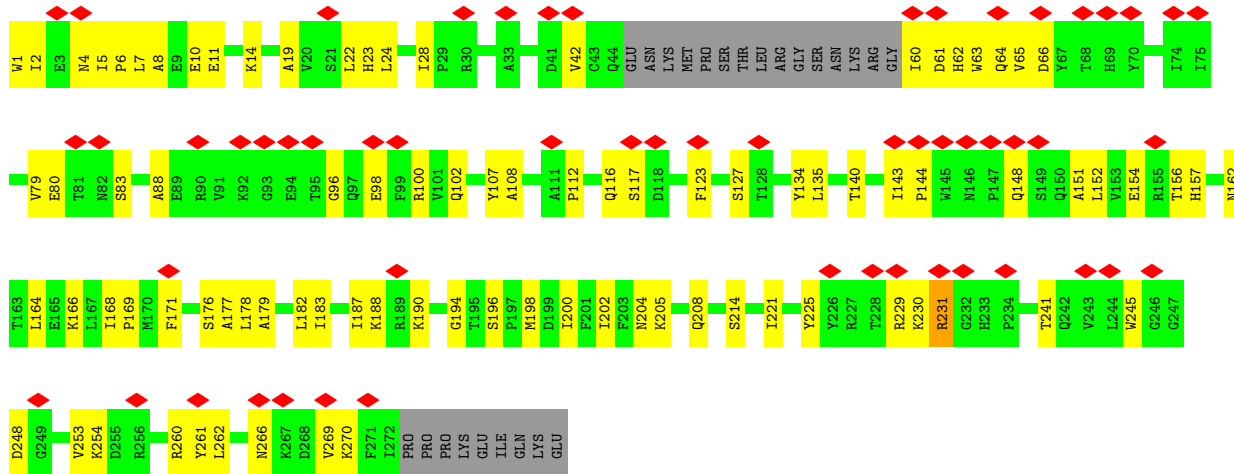 W1 I2 E3 N4 I5 P6 L7 A8 E9 E10 E11 K14 A19 V20 S21 L22 H23 L24 I28 P29 R30 A33 D41 V42 C43 Q44 GLU ASN LYS MET PRO SER THR LEU ARG GLY SER ASN LYS ARG GLY I60 D61 H62 W63 Q64 V65 D66 Y67 T68 H69 Y70 I74 I75
V79 E80 T81 N82 S83 A88 E89 R90 V91 K92 G93 E94 T95 G96 Q97 E98 F99 R100 V101 Q102 Y107 A108 A111 P112 Q116 S117 D118 F123 S127 T128 Y134 L135 T140 I143 P144 W145 N146 P147 Q148 S149 Q150 A151 L152 V153 E154 R155 T156 H157 N162
T163 L164 E165 K166 L167 I168 P169 M170 F171 S176 A177 L178 A179 L182 I183 I187 K188 R189 K190 G194 T195 S196 P197 M198 D199 I200 F201 I202 F203 N204 K205 Q208 S214 I221 Y225 Y226 R227 T228 R229 K230 R231 G232 H233 P234 T241 Q242 V243 L244 W245 G246 G247
D248 G249 V253 K254 D255 R256 R260 Y261 L262 N266 K267 D268 V269 K270 F271 I272 PRO PRO PRO LYS GLU ILE GLN LYS GLU